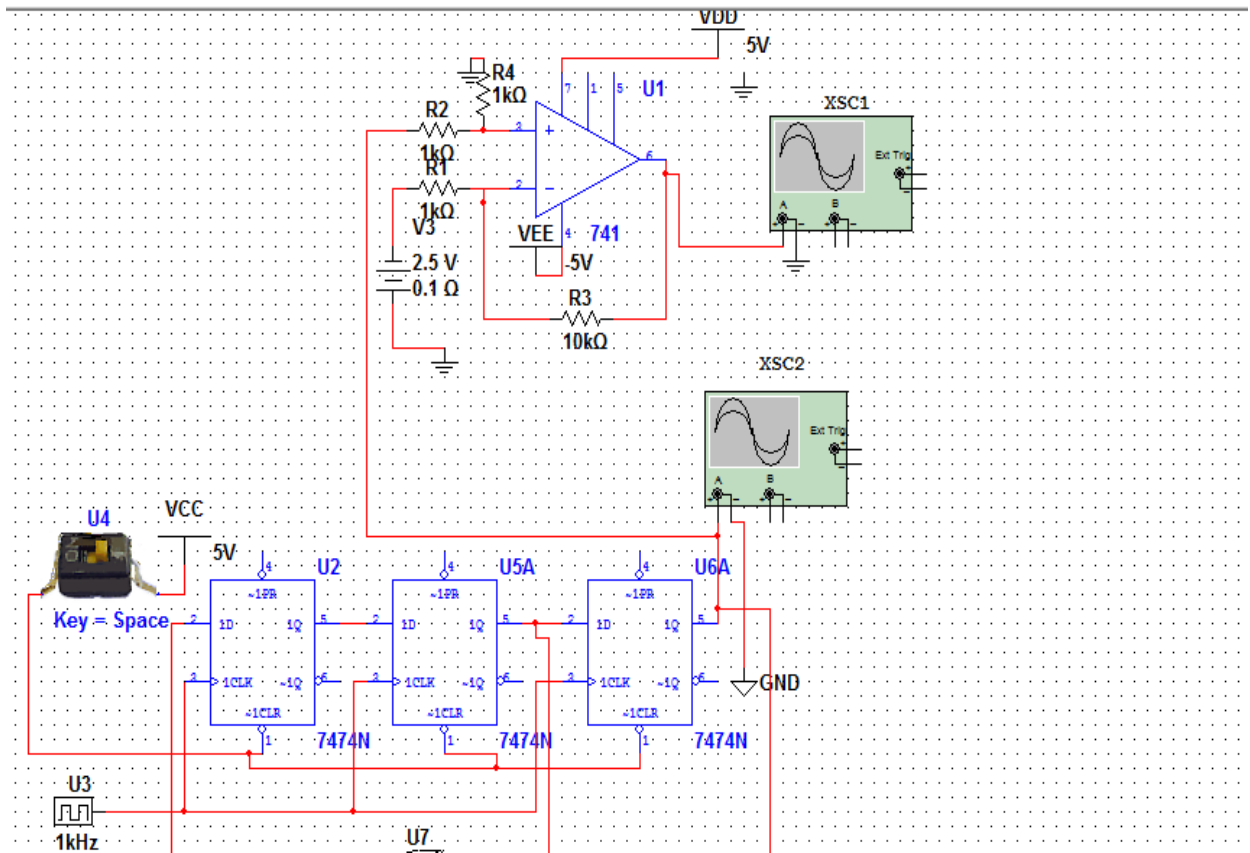 VDD
5V
R4
1kΩ
7
1
5
U1
XSC1
R2
3
+
6
Ext Trig
+
−
1kΩ
R1
2
−
A
B
+
−
+
−
1kΩ
V3
VEE
4
741
-5V
2.5 V
0.1 Ω
R3
10kΩ
XSC2
Ext Trig
+
−
A
B
+
−
+
−
VCC
U4
5V
4
U2
4
U5A
4
U6A
~1PR
~1PR
~1PR
Key = Space
2
1D
1Q
5
2
1D
1Q
5
2
1D
1Q
5
3
1CLK
~1Q
6
3
1CLK
~1Q
6
3
1CLK
~1Q
6
GND
~1CLR
~1CLR
~1CLR
1
7474N
1
7474N
1
7474N
U3
1kHz
U7